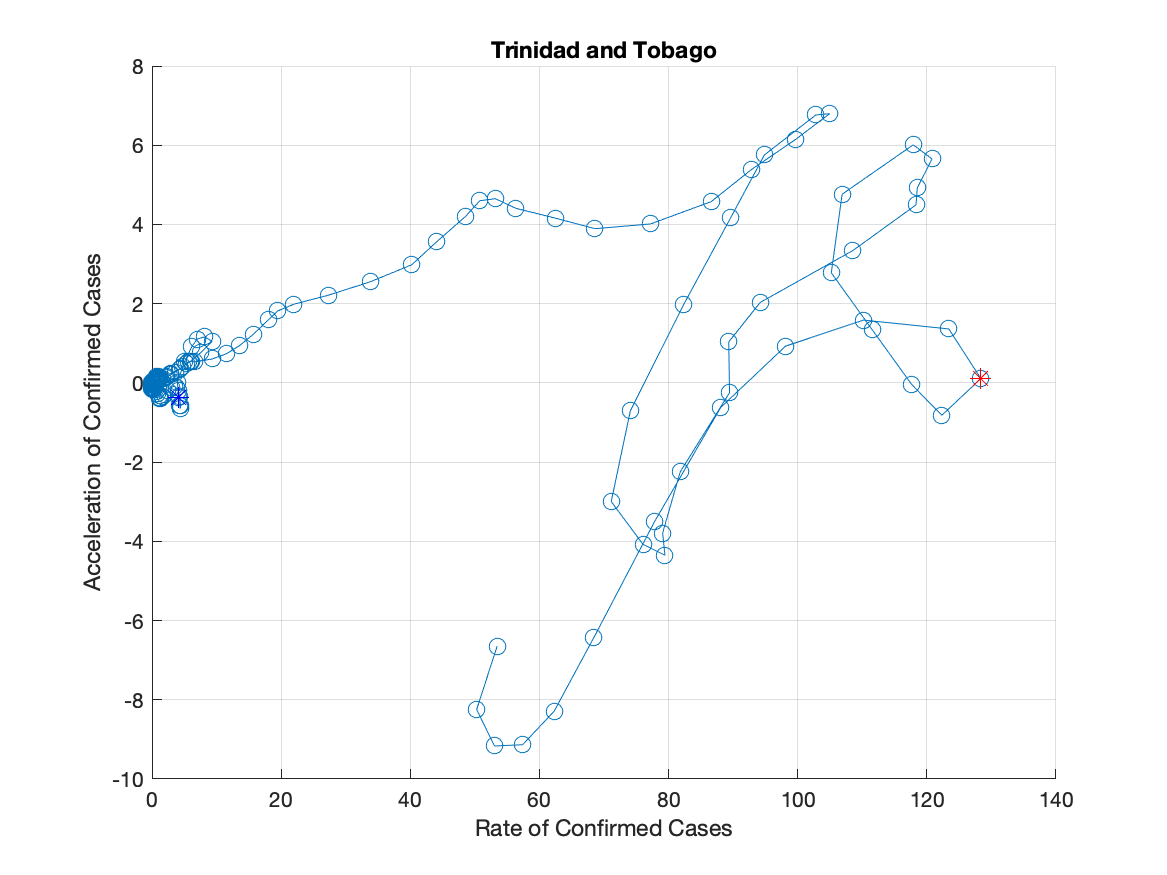 Trinidad and Tobago
8
6
4
2
0
-2
-4
-6
-8
-10
Acceleration of Confirmed Cases
0 20 40 60 80 100 120 140
Rate of Confirmed Cases